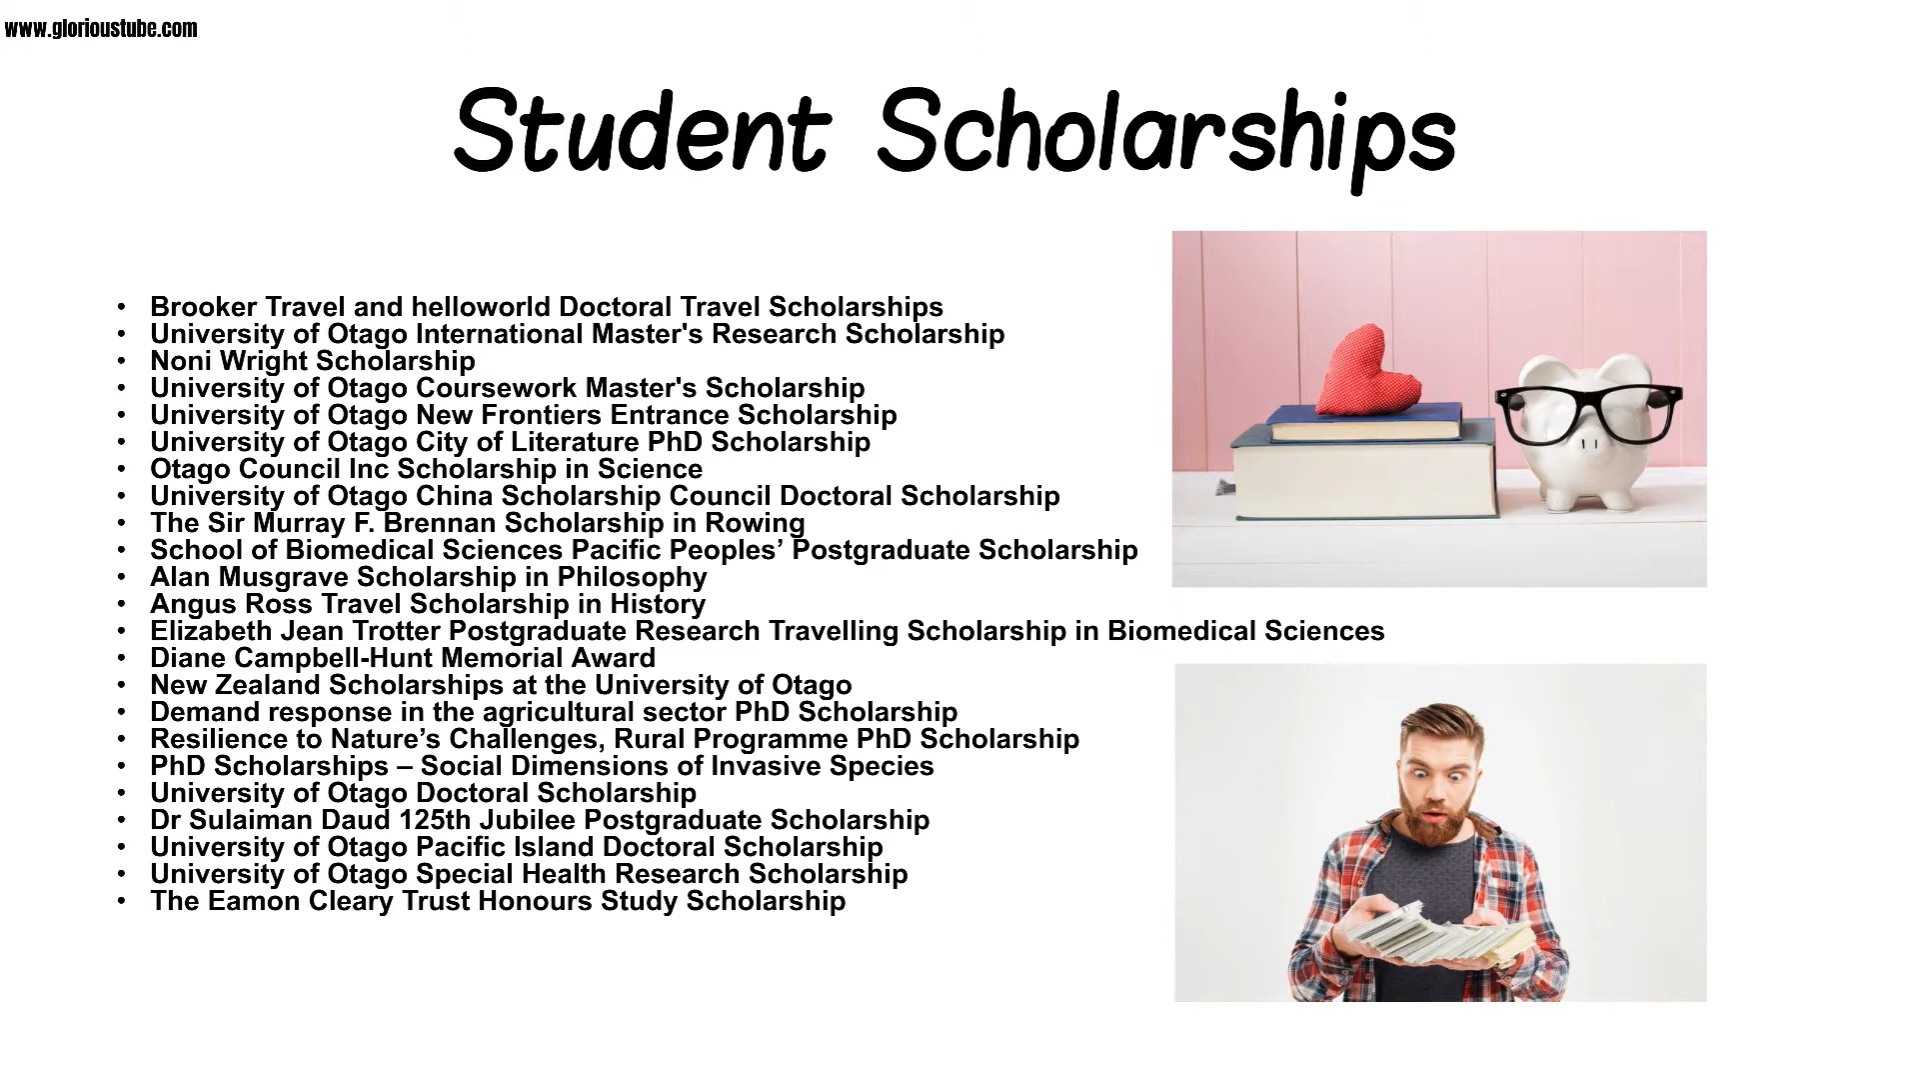 www.glorioustube.com
Student Scholarships
• Brooker Travel and helloworld Doctoral Travel Scholarships
• University of Otago International Master's Research Scholarship
• Noni Wright Scholarship
• University of Otago Coursework Master's Scholarship
• University of Otago New Frontiers Entrance Scholarship
• University of Otago City of Literature PhD Scholarship
• Otago Council Inc Scholarship in Science
• University of Otago China Scholarship Council Doctoral Scholarship
• The Sir Murray F. Brennan Scholarship in Rowing
• School of Biomedical Sciences Pacific Peoples’ Postgraduate Scholarship
• Alan Musgrave Scholarship in Philosophy
• Angus Ross Travel Scholarship in History
• Elizabeth Jean Trotter Postgraduate Research Travelling Scholarship in Biomedical Sciences
• Diane Campbell-Hunt Memorial Award
• New Zealand Scholarships at the University of Otago
• Demand response in the agricultural sector PhD Scholarship
• Resilience to Nature’s Challenges, Rural Programme PhD Scholarship
• PhD Scholarships – Social Dimensions of Invasive Species
• University of Otago Doctoral Scholarship
• Dr Sulaiman Daud 125th Jubilee Postgraduate Scholarship
• University of Otago Pacific Island Doctoral Scholarship
• University of Otago Special Health Research Scholarship
• The Eamon Cleary Trust Honours Study Scholarship